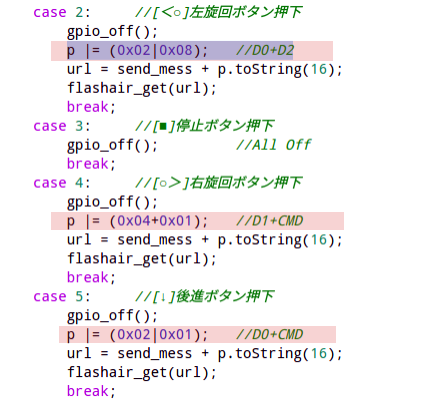 case 2:     //[＜○]左旋回ボタン押下
    gpio_off();
    p |= (0x02|0x08);   //D0+D2
    url = send_mess + p.toString(16);
    flashair_get(url);
    break;
case 3:     //[■]停止ボタン押下
    gpio_off();         //All Off
    break;
case 4:     //[○＞]右旋回ボタン押下
    gpio_off();
    p |= (0x04+0x01);   //D1+CMD
    url = send_mess + p.toString(16);
    flashair_get(url);
    break;
case 5:     //[↓]後進ボタン押下
    gpio_off();
    p |= (0x02|0x01);   //D0+CMD
    url = send_mess + p.toString(16);
    flashair_get(url);
    break;